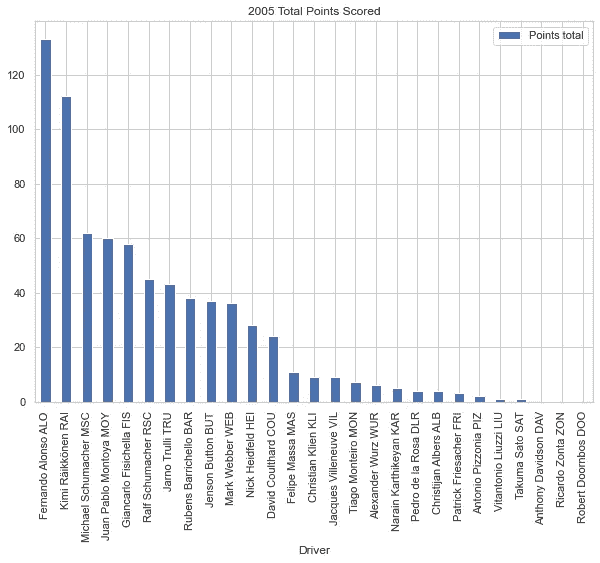 2005 Total Points Scored
Points total
120
100
80
60
40
20
0
Fernando Alonso ALO
Kimi Räikkönen RAI
Michael Schumacher MSC
Juan Pablo Montoya MOY
Giancarlo Fisichella FIS
Ralf Schumacher RSC
Jarno Trulli TRU
Rubens Barrichello BAR
Jenson Button BUT
Mark Webber WEB
Nick Heidfeld HEI
David Coulthard COU
Felipe Massa MAS
Christian Klien KLI
Jacques Villeneuve VIL
Tiago Monteiro MON
Alexander Wurz WUR
Narain Karthikeyan KAR
Pedro de la Rosa DLR
Christijan Albers ALB
Patrick Friesacher FRI
Antonio Pizzonia PIZ
Vitantonio Liuzzi LIU
Takuma Sato SAT
Anthony Davidson DAV
Ricardo Zonta ZON
Robert Doornbos DOO
Driver